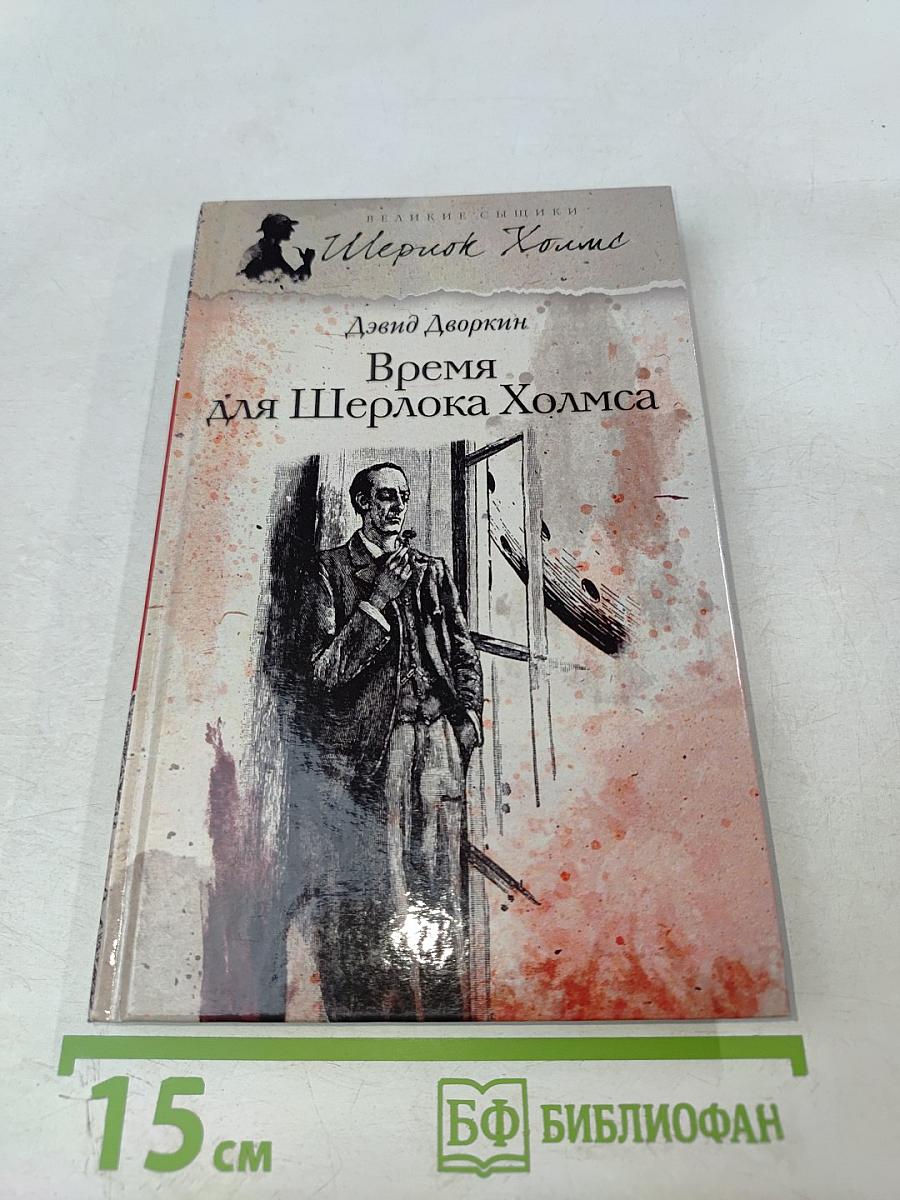 ВЕЛИКИЕ СЫЩИКИ
Шерлок Холмс
Дэвид Дворкин
Время
для Шерлока Холмса
15 см
БФ БИБЛИОФАН